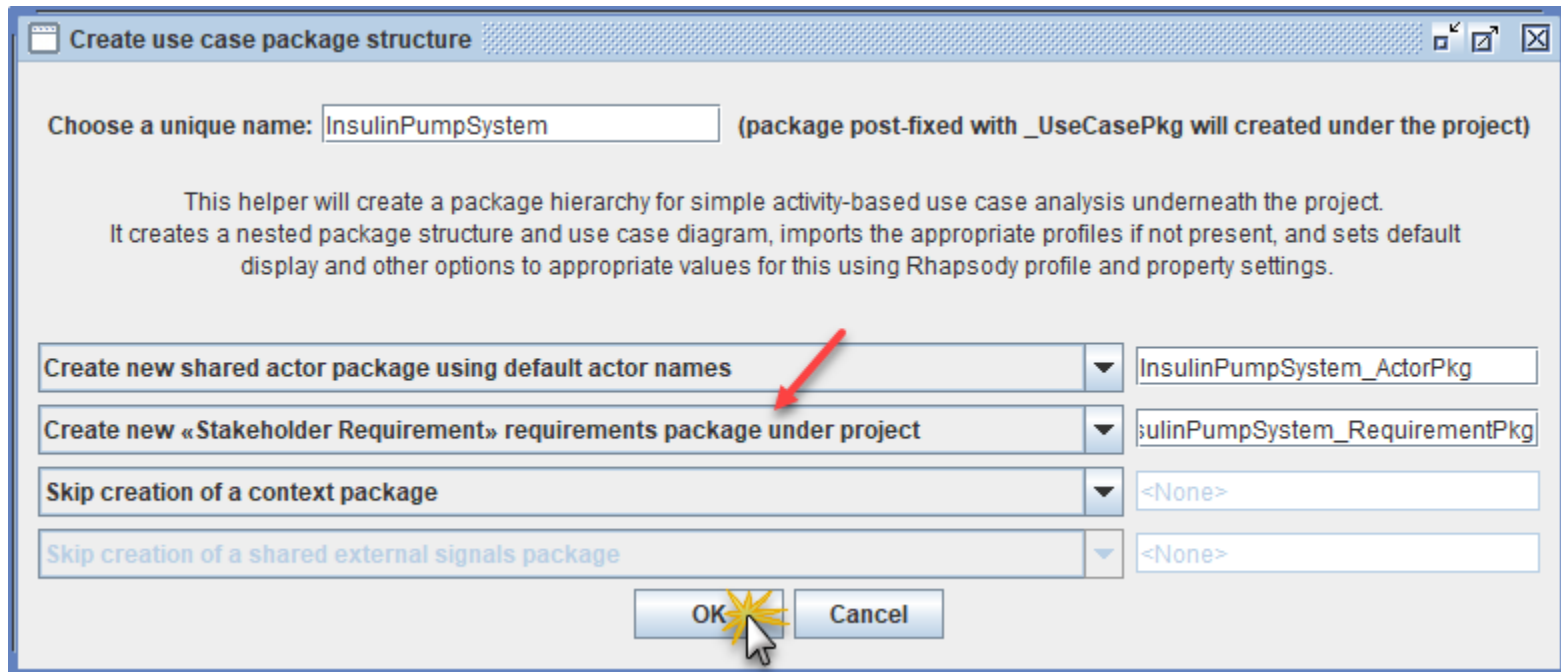 Create use case package structure
Choose a unique name: InsulinPumpSystem (package post-fixed with _UseCasePkg will created under the project)
This helper will create a package hierarchy for simple activity-based use case analysis underneath the project.
It creates a nested package structure and use case diagram, imports the appropriate profiles if not present, and sets default
display and other options to appropriate values for this using Rhapsody profile and property settings.
Create new shared actor package using default actor names InsulinPumpSystem_ActorPkg
Create new «Stakeholder Requirement» requirements package under project sulinPumpSystem_RequirementPkg
Skip creation of a context package <None>
Skip creation of a shared external signals package <None>
OK Cancel